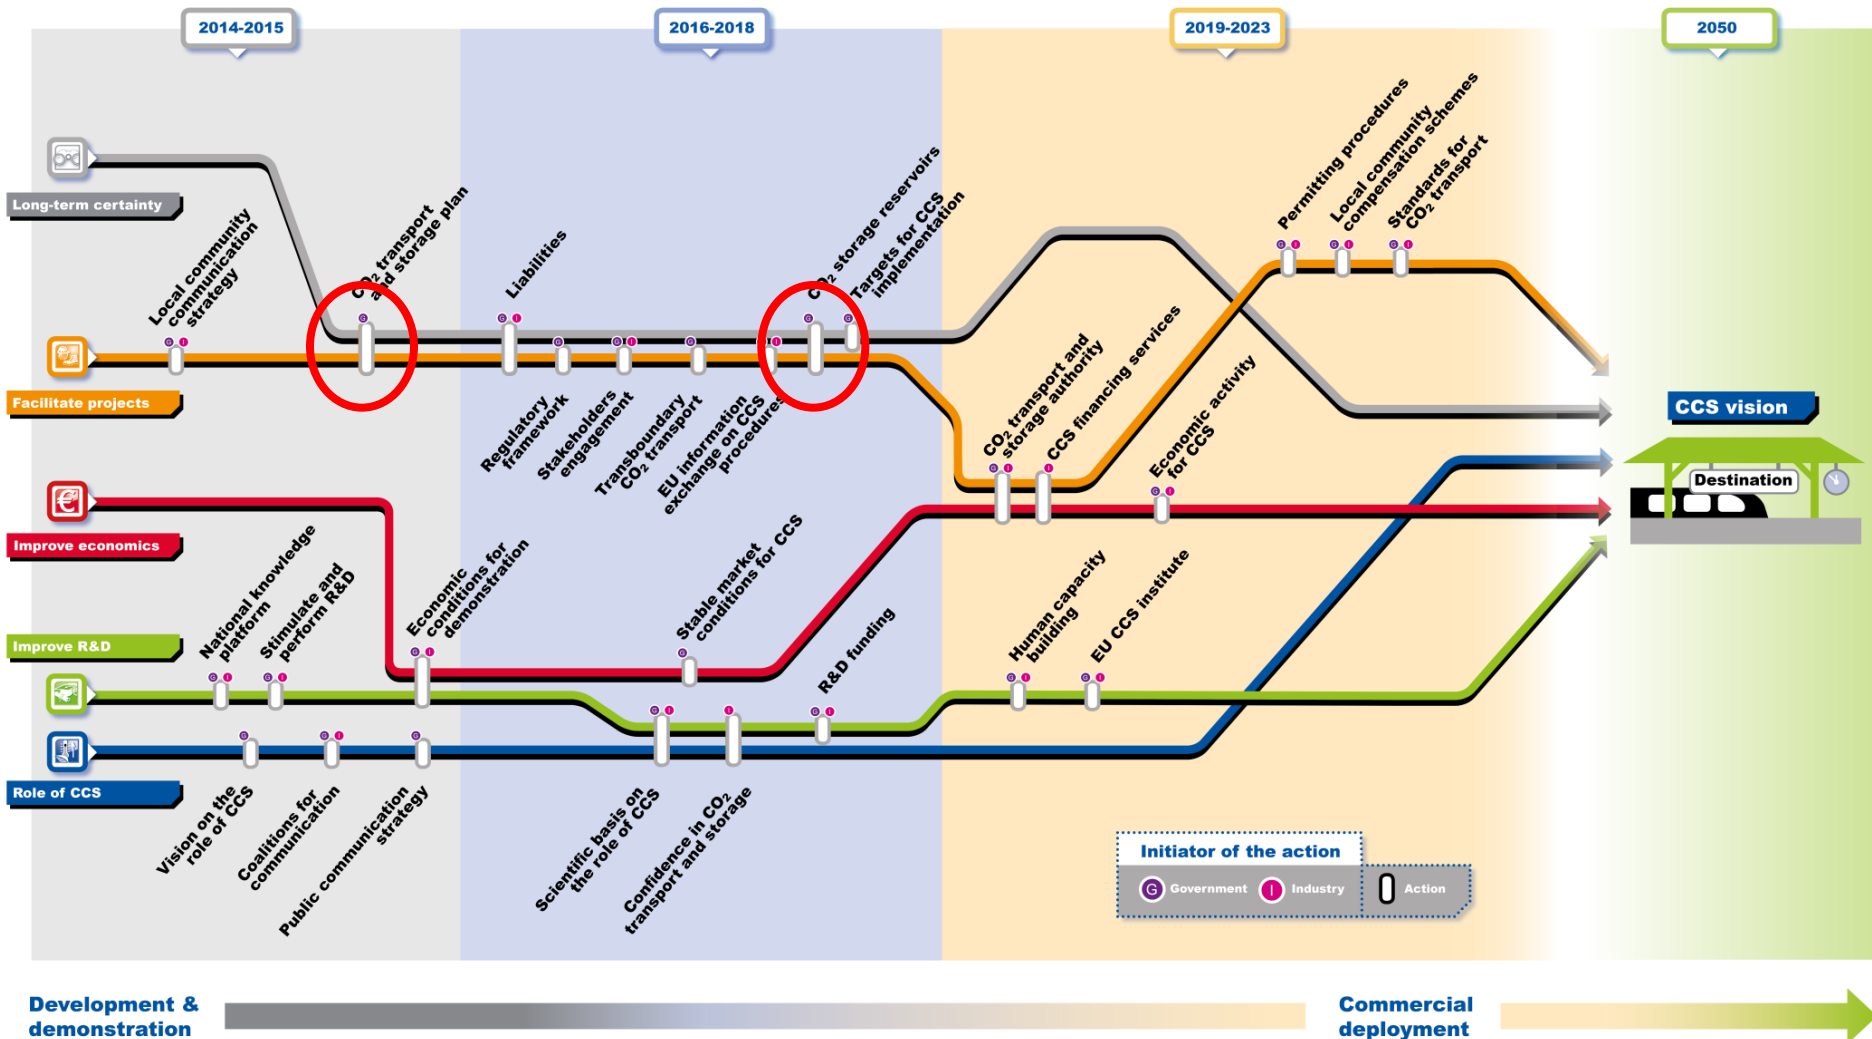 2014-2015
2016-2018
2019-2023
2050
Long-term certainty
Local community
communication
strategy
CO₂ transport
and storage plan
Liabilities
CO₂ storage reservoirs
Targets for CCS
implementation
Permitting procedures
Local community
compensation schemes
Standards for
CO₂ transport
G I
G
G I
G
G
G I
G I
G I
Facilitate projects
G
G I
G
I
Regulatory
framework
Stakeholders
engagement
Transboundary
CO₂ transport
EU information
exchange on CCS
procedures
CO₂ transport and
storage authority
CCS financing services
Economic activity
for CCS
G I
I
G I
CCS vision
Destination
€
Improve economics
National knowledge
platform
Stimulate and
perform R&D
Economic
conditions for
demonstration
Stable market
conditions for CCS
R&D funding
Human capacity
building
EU CCS institute
Improve R&D
G I
G I
G I
G
G I
G I
G I
Role of CCS
G
G I
G
G I
I
Vision on the
role of CCS
Coalitions for
communication
Public communication
strategy
Scientific basis on
the role of CCS
Confidence in CO₂
transport and storage
Initiator of the action
G Government
I Industry
Action
Development &
demonstration
Commercial
deployment